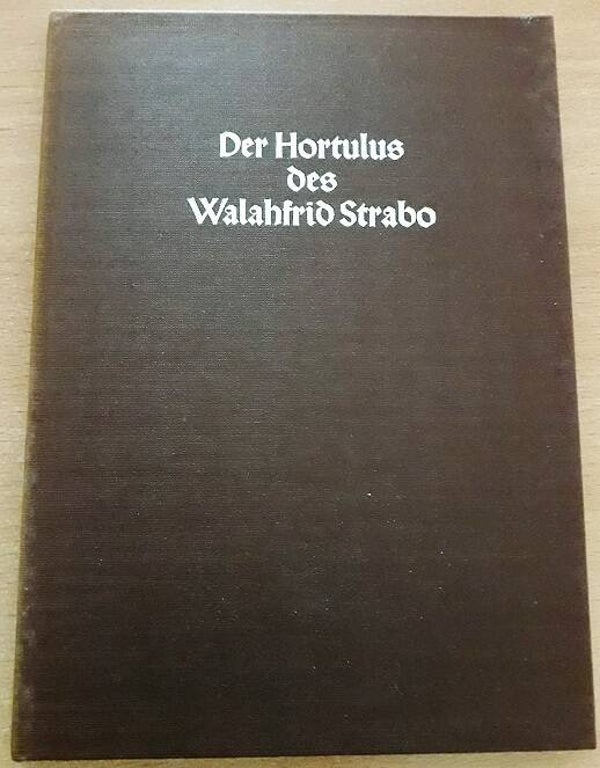 Der Hortulus
des
Walahfrid Strabo